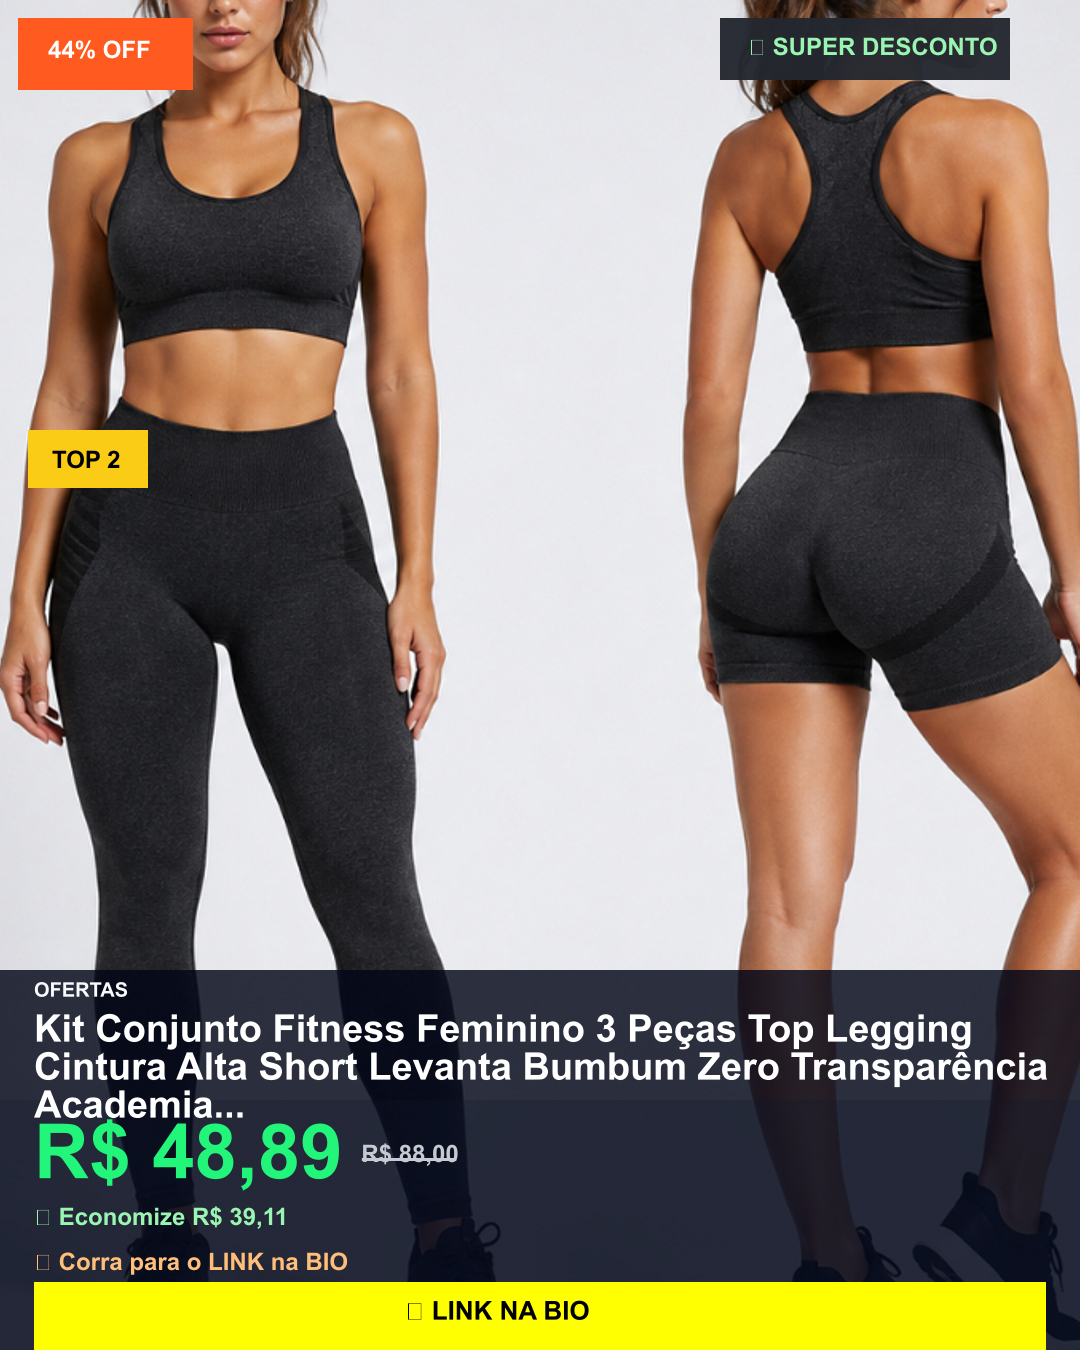 44% OFF
SUPER DESCONTO
TOP 2
OFERTAS
Kit Conjunto Fitness Feminino 3 Peças Top Legging
Cintura Alta Short Levanta Bumbum Zero Transparência
Academia...
R$ 48,89 R$ 88,00
Economize R$ 39,11
Corra para o LINK na BIO
LINK NA BIO